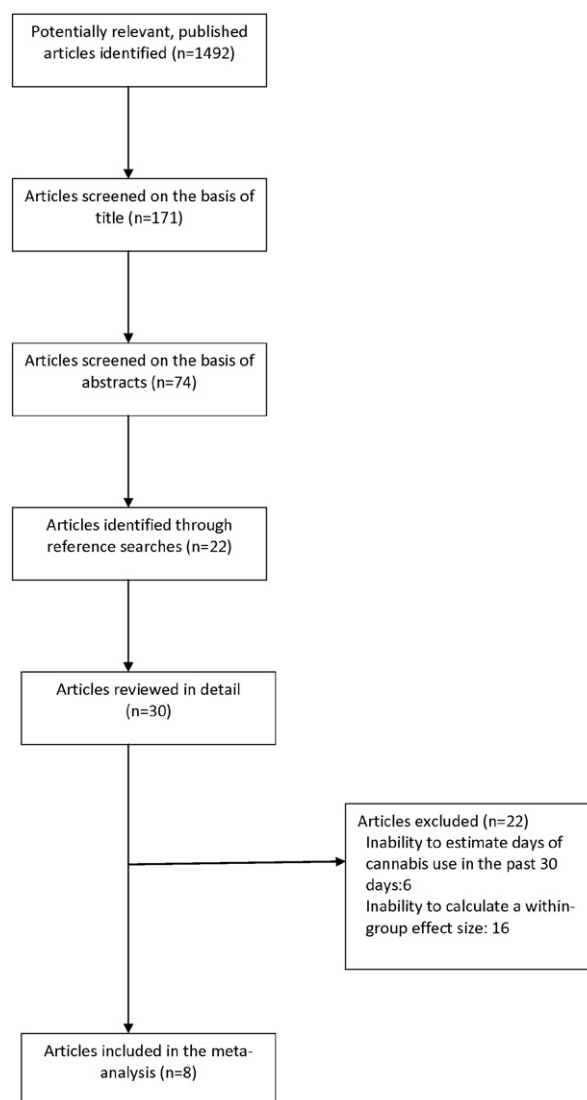 Potentially relevant, published
articles identified (n=1492)
Articles screened on the basis of
title (n=171)
Articles screened on the basis of
abstracts (n=74)
Articles identified through
reference searches (n=22)
Articles reviewed in detail
(n=30)
Articles excluded (n=22)
Inability to estimate days of
cannabis use in the past 30
days:6
Inability to calculate a within-
group effect size: 16
Articles included in the meta-
analysis (n=8)